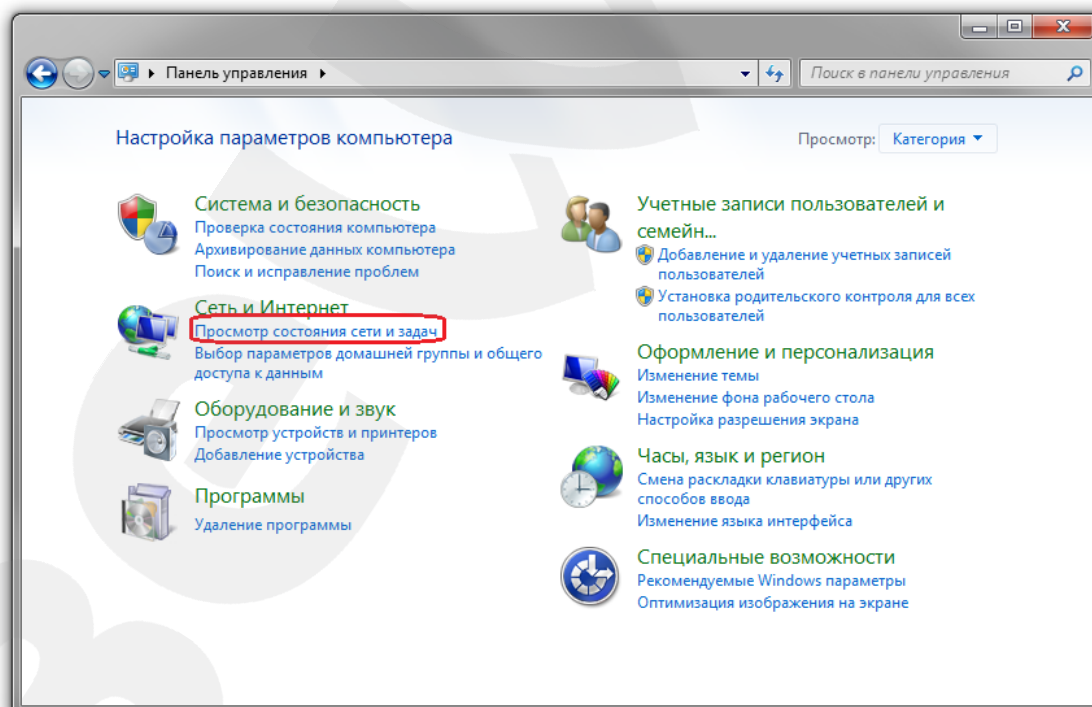 Панель управления
Поиск в панели управления
Настройка параметров компьютера
Просмотр: Категория
Система и безопасность
Проверка состояния компьютера
Архивирование данных компьютера
Поиск и исправление проблем
Сеть и Интернет
Просмотр состояния сети и задач
Выбор параметров домашней группы и общего
доступа к данным
Оборудование и звук
Просмотр устройств и принтеров
Добавление устройства
Программы
Удаление программы
Учетные записи пользователей и
семейн...
Добавление и удаление учетных записей
пользователей
Установка родительского контроля для всех
пользователей
Оформление и персонализация
Изменение темы
Изменение фона рабочего стола
Настройка разрешения экрана
Часы, язык и регион
Смена раскладки клавиатуры или других
способов ввода
Изменение языка интерфейса
Специальные возможности
Рекомендуемые Windows параметры
Оптимизация изображения на экране